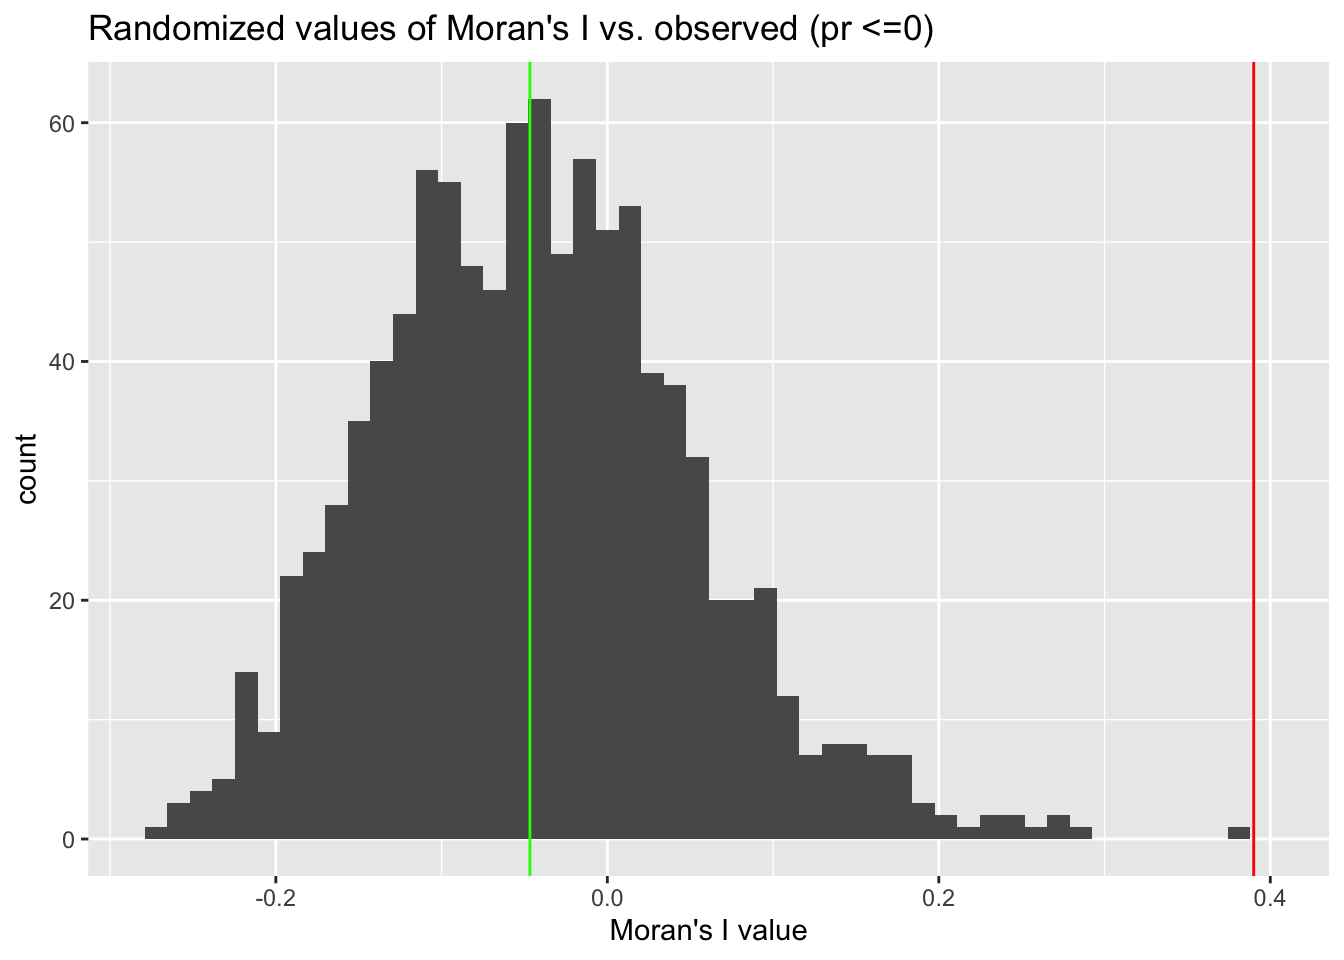 Randomized values of Moran's I vs. observed (pr <=0)
60
40
20
0
count
-0.2 0.0 0.2 0.4
Moran's I value